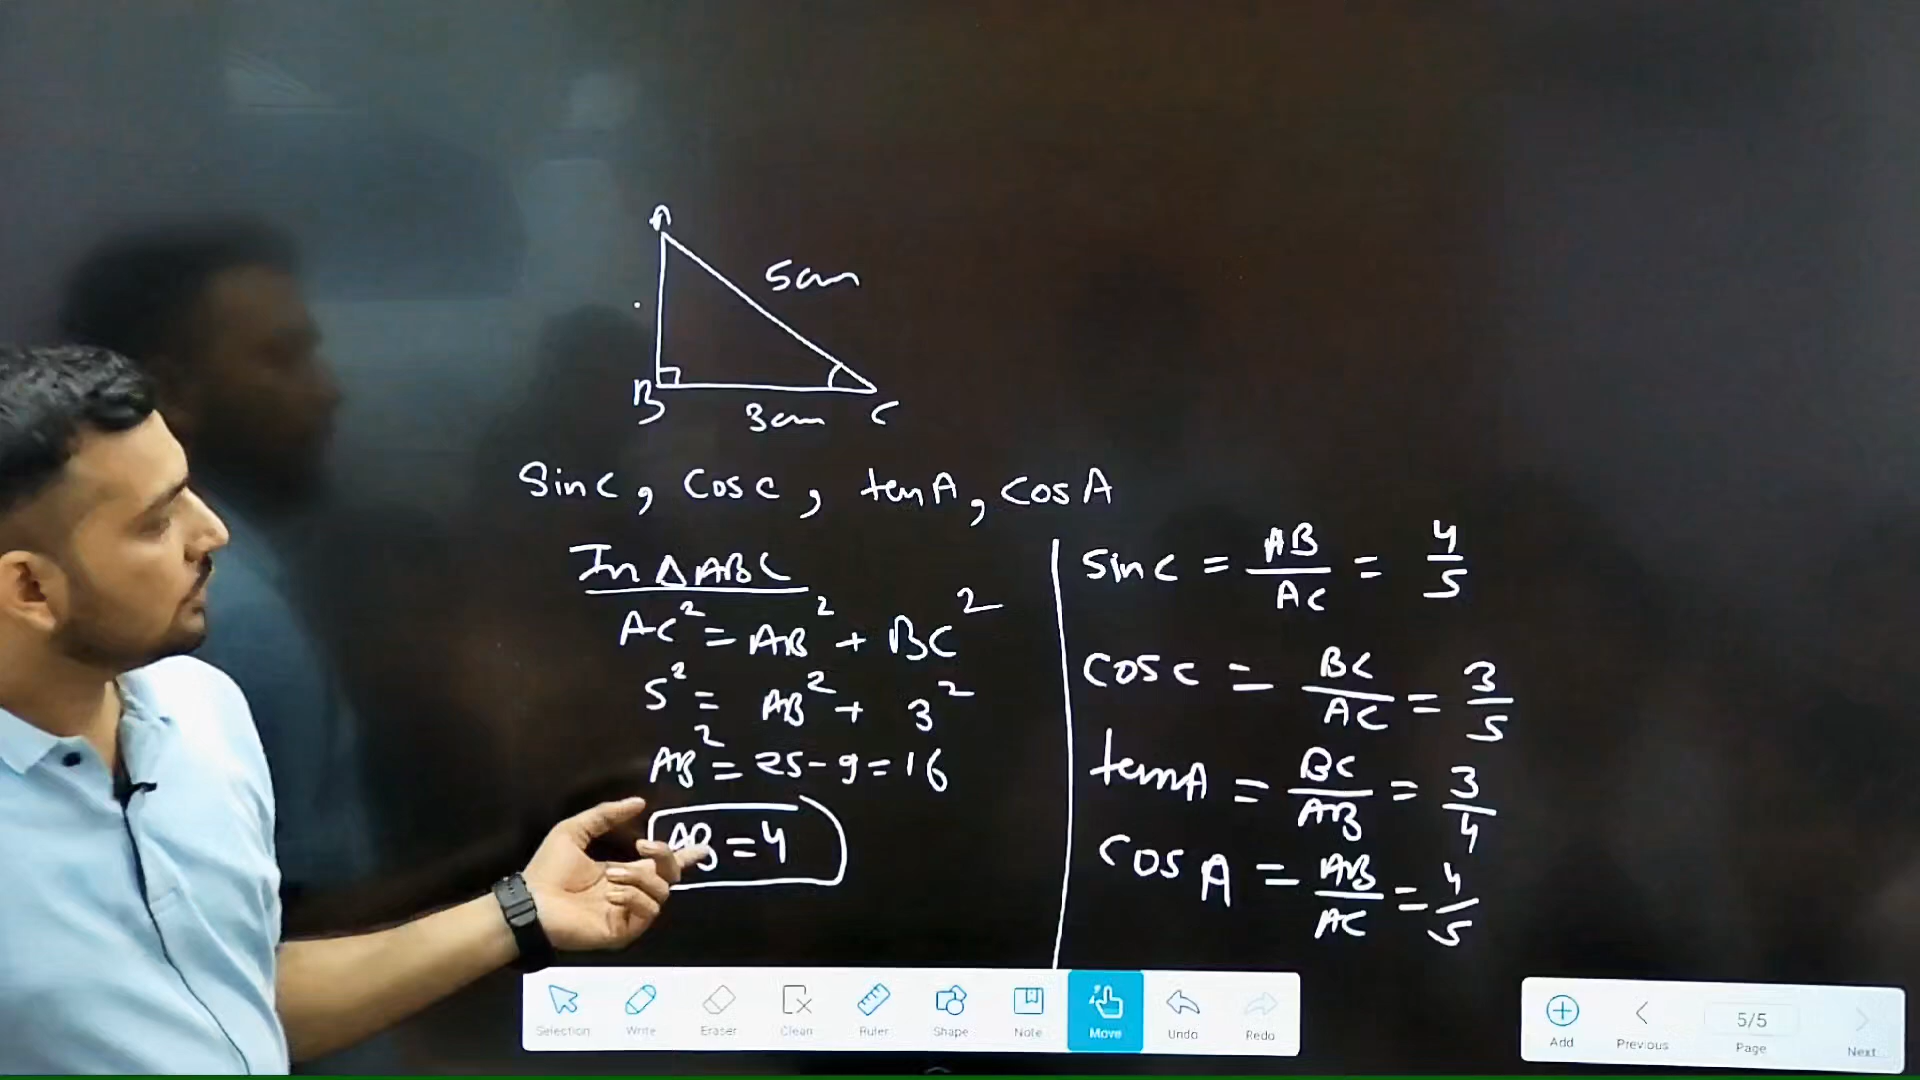 A
5cm
B
3cm
C
Sin C, Cos C, tan A, Cos A
In △ABC
AC² = AB² + BC²
5² = AB² + 3²
AB² = 25 - 9 = 16
AB = 4
Sin C = AB/AC = 4/5
Cos C = BC/AC = 3/5
tan A = BC/AB = 3/4
Cos A = AB/AC = 4/5
Selection Write Eraser Clean Ruler Shape Note Move Undo Redo
Add Previous 5/5 Page Next